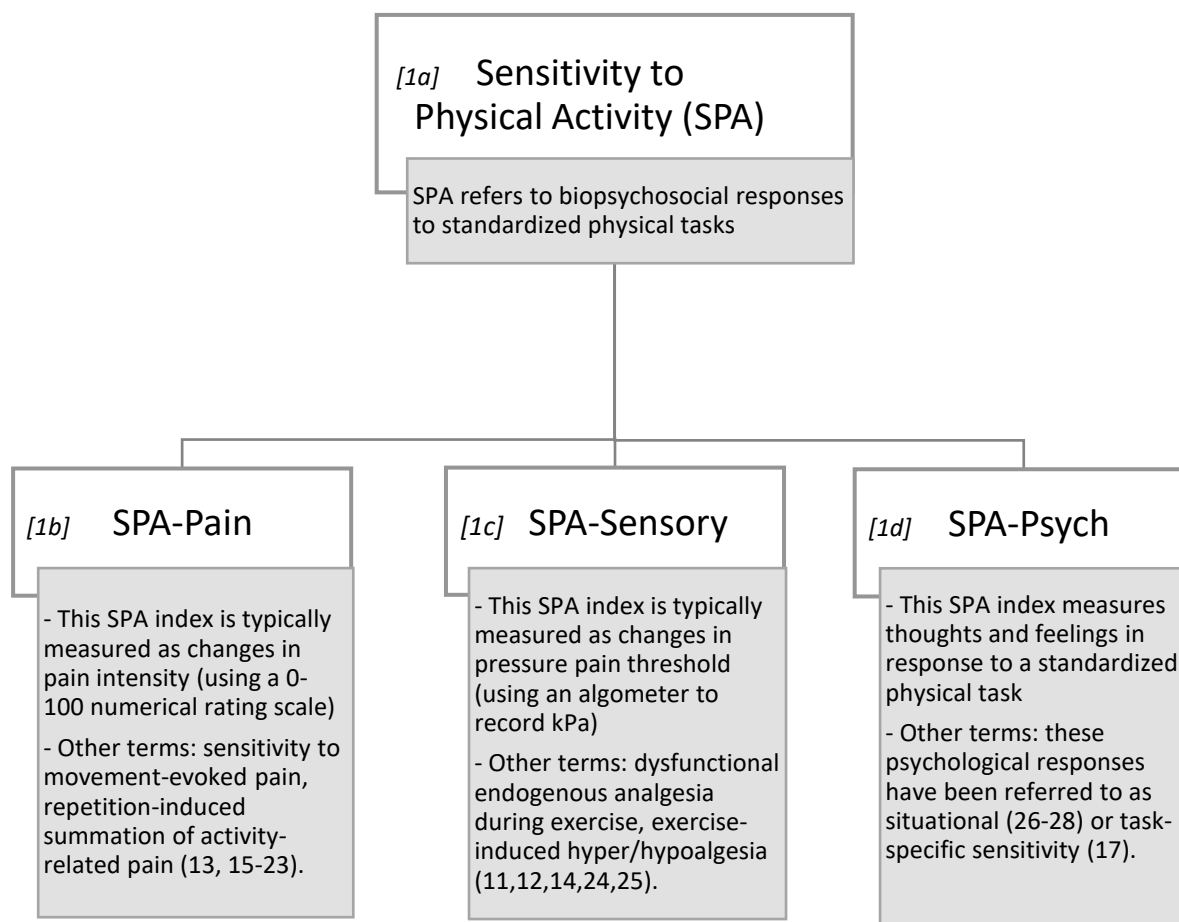 [1a] Sensitivity to
Physical Activity (SPA)
SPA refers to biopsychosocial responses
to standardized physical tasks
[1b] SPA-Pain
- This SPA index is typically
measured as changes in
pain intensity (using a 0-
100 numerical rating scale)
- Other terms: sensitivity to
movement-evoked pain,
repetition-induced
summation of activity-
related pain (13, 15-23).
[1c] SPA-Sensory
- This SPA index is typically
measured as changes in
pressure pain threshold
(using an algometer to
record kPa)
- Other terms: dysfunctional
endogenous analgesia
during exercise, exercise-
induced hyper/hypoalgesia
(11,12,14,24,25).
[1d] SPA-Psych
- This SPA index measures
thoughts and feelings in
response to a standardized
physical task
- Other terms: these
psychological responses
have been referred to as
situational (26-28) or task-
specific sensitivity (17).